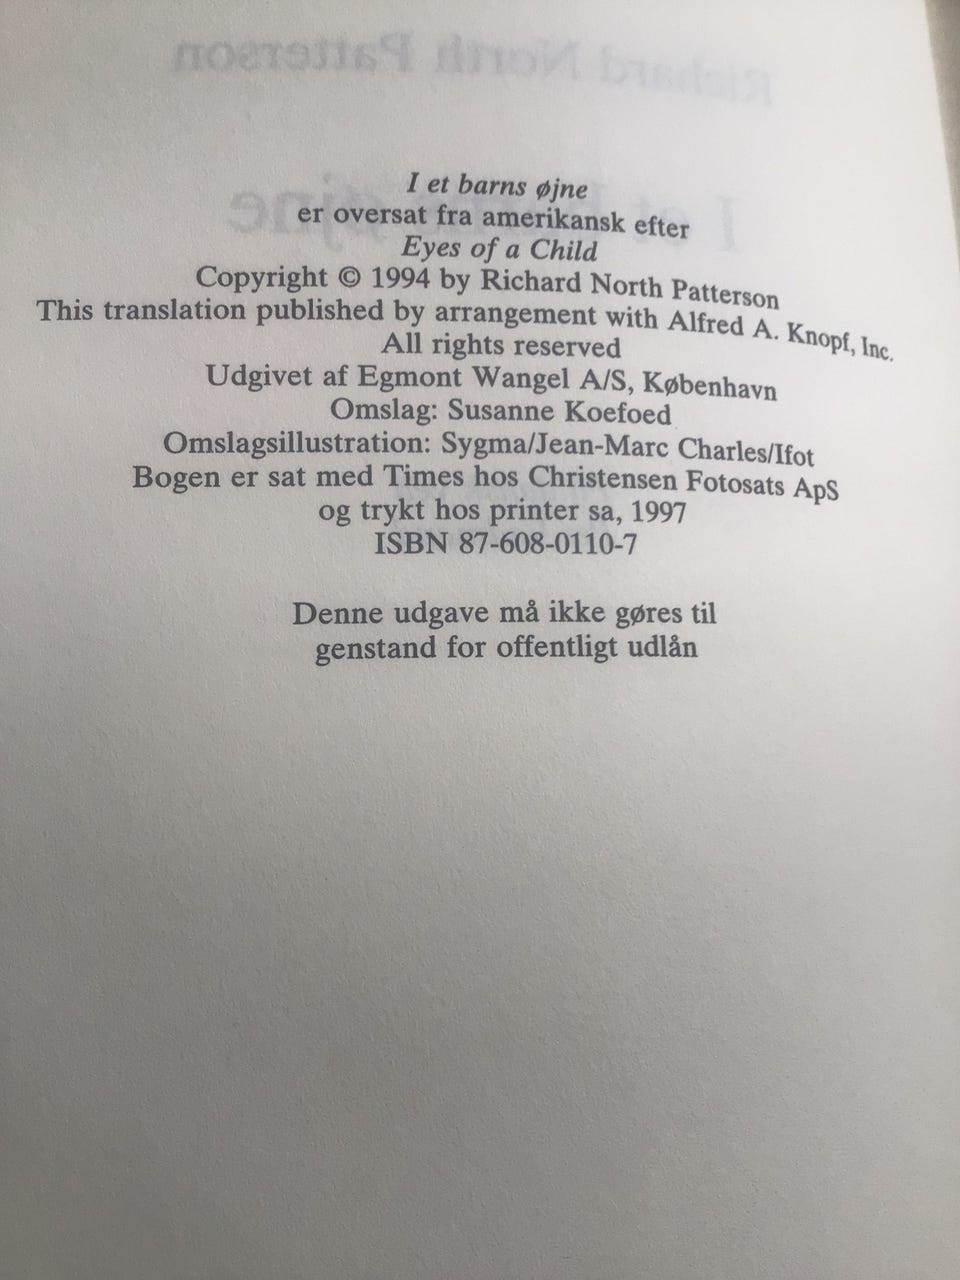 Richard North Patterson
I et barns øjne
er oversat fra amerikansk efter
Eyes of a Child
Copyright © 1994 by Richard North Patterson
This translation published by arrangement with Alfred A. Knopf, Inc.
All rights reserved
Udgivet af Egmont Wangel A/S, København
Omslag: Susanne Koefoed
Omslagsillustration: Sygma/Jean-Marc Charles/Ifot
Bogen er sat med Times hos Christensen Fotosats ApS
og trykt hos printer sa, 1997
ISBN 87-608-0110-7
Denne udgave må ikke gøres til
genstand for offentligt udlån